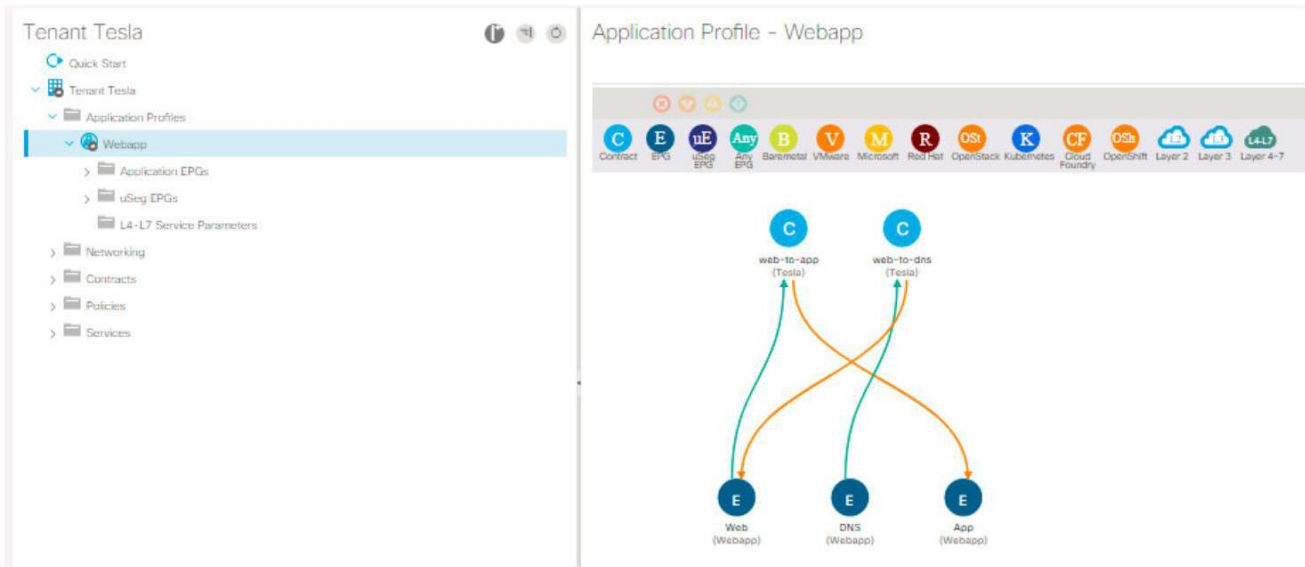 Tenant Tesla
Quick Start
Tenant Tesla
Application Profiles
Webapp
Application EPGs
uSeg EPGs
L4-L7 Service Parameters
Networking
Contracts
Policies
Services
Application Profile - Webapp
C E uE Any B V M R OSt K CF OSh L2 L3 L4-L7
Contract EPG uSeg EPG Any EPG Baremetal VMware Microsoft Red Hat OpenStack Kubernetes Cloud Foundry OpenShift Layer 2 Layer 3 Layer 4-7
C C
web-to-app web-to-dns
(Tesla) (Tesla)
E E E
Web DNS App
(Webapp) (Webapp) (Webapp)